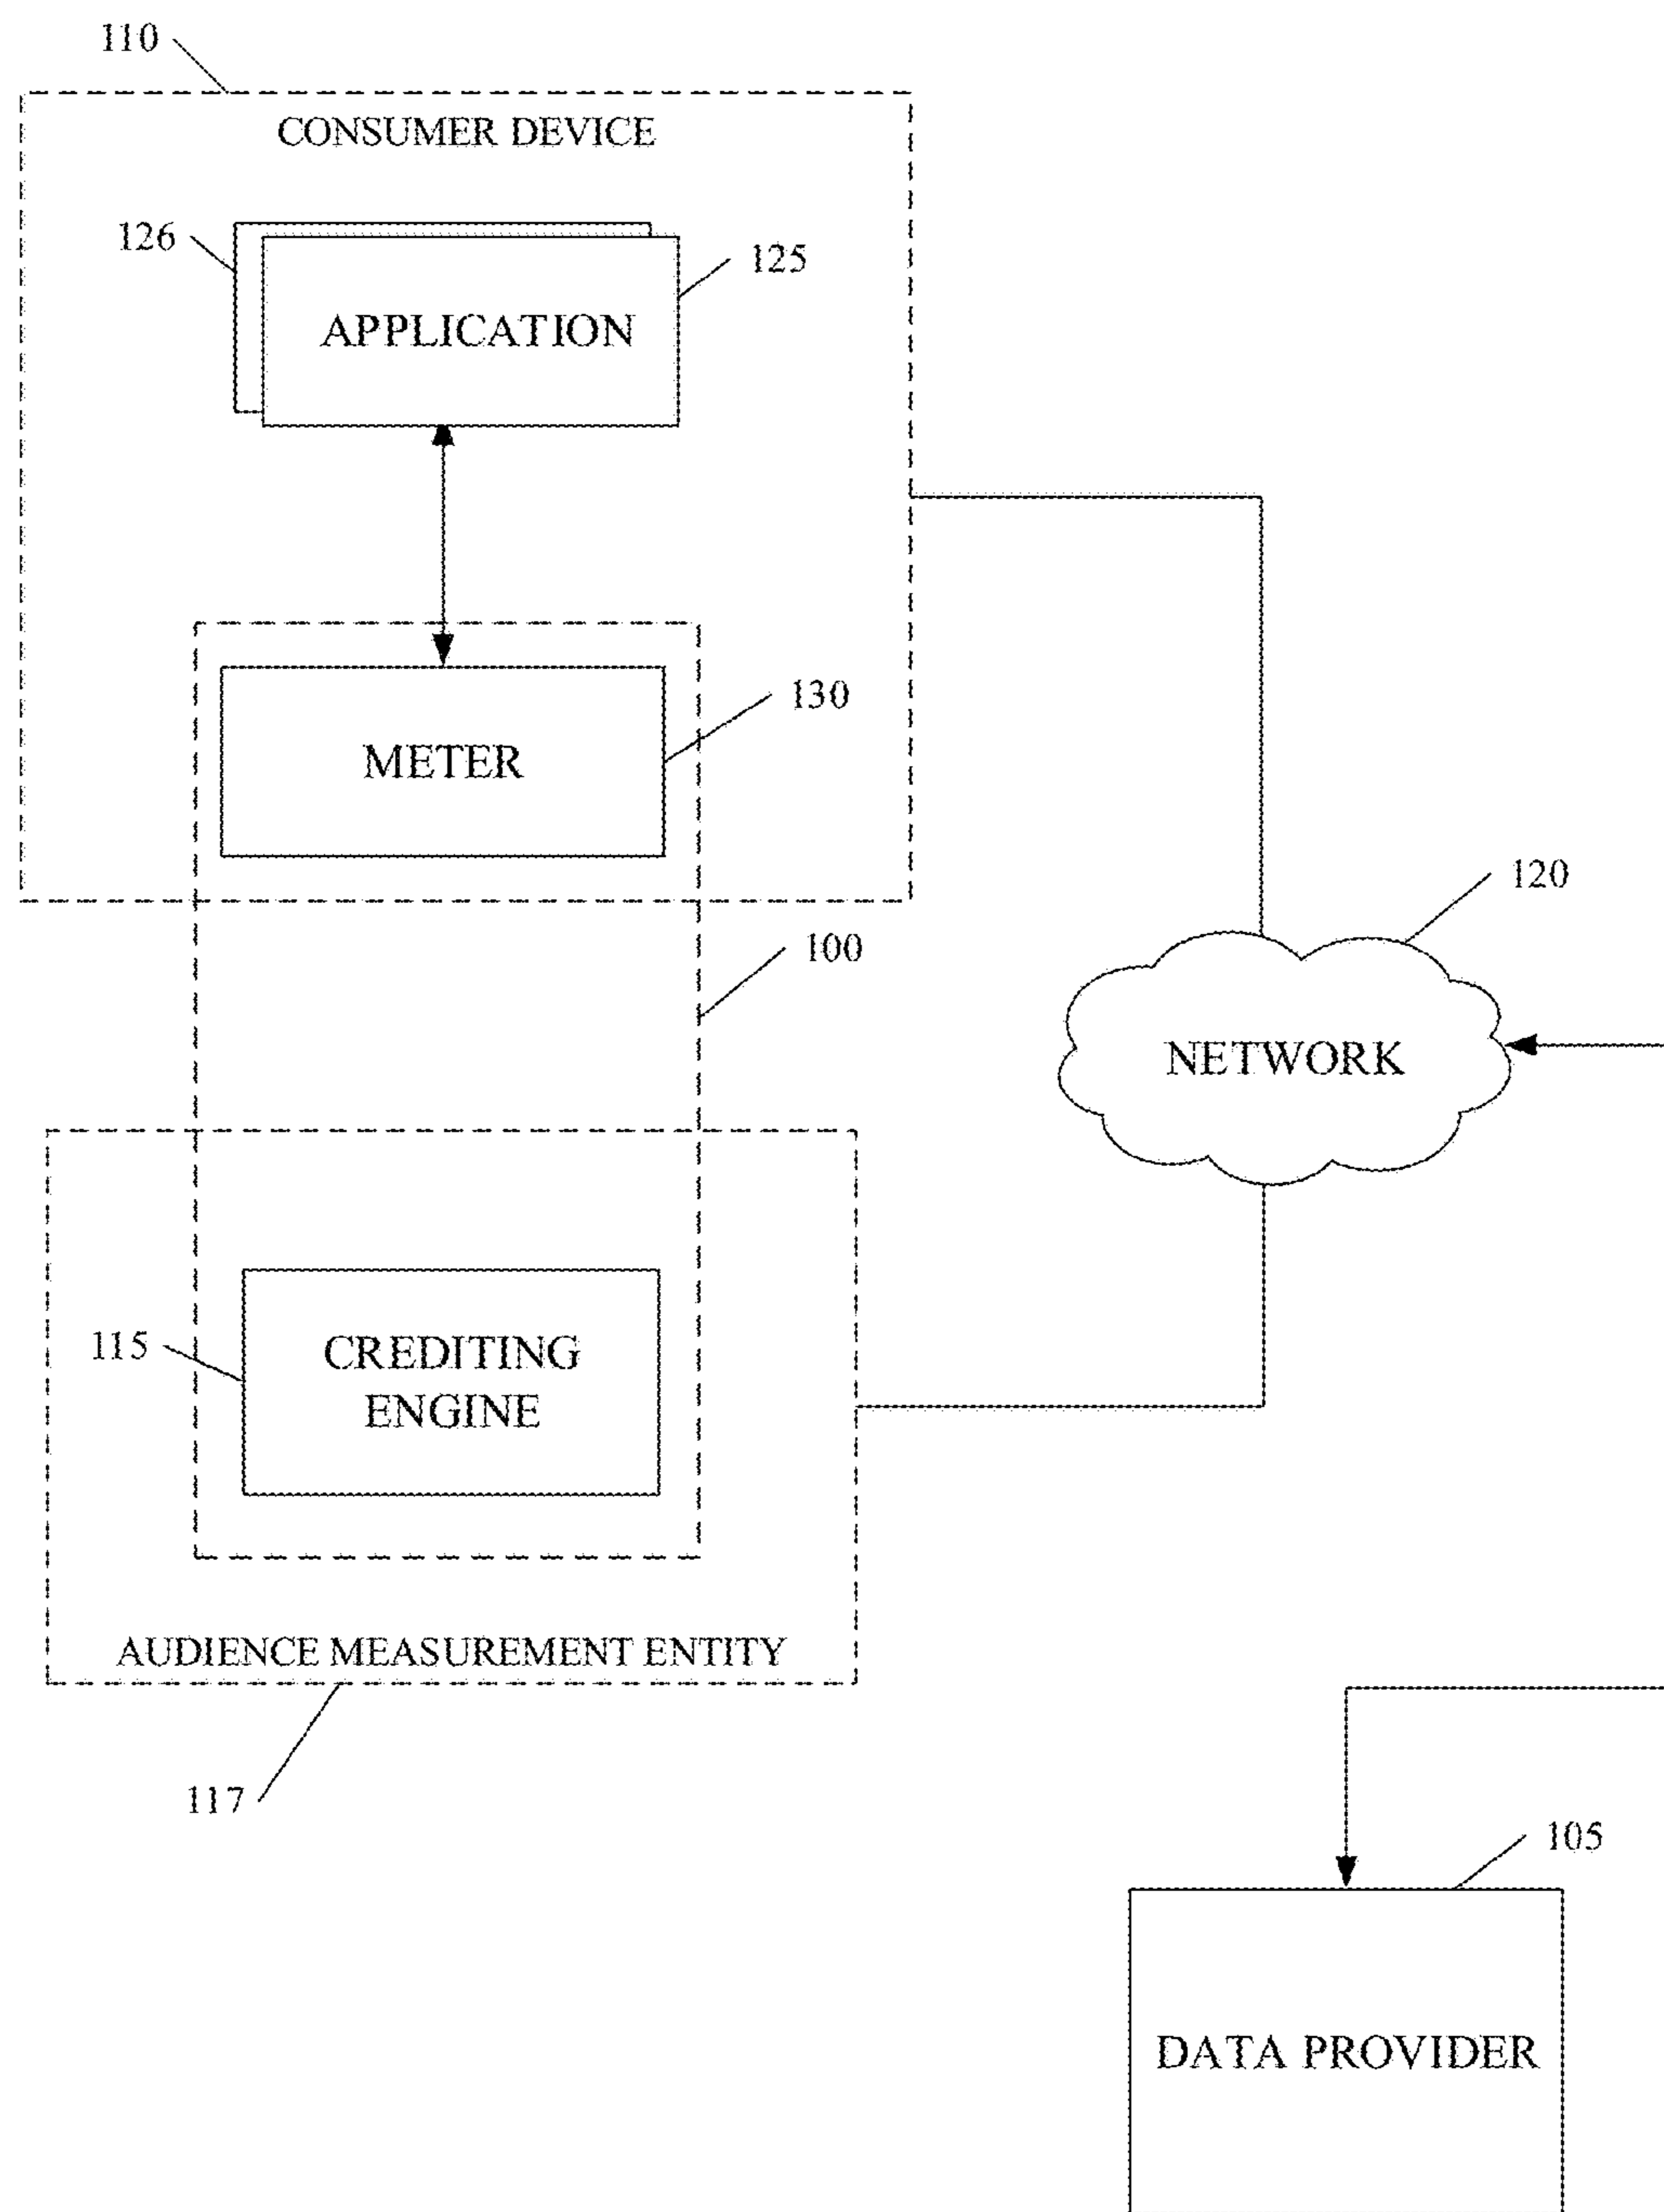 110
CONSUMER DEVICE
126
125
APPLICATION
130
METER
120
100
NETWORK
115
CREDITING
ENGINE
AUDIENCE MEASUREMENT ENTITY
117
105
DATA PROVIDER